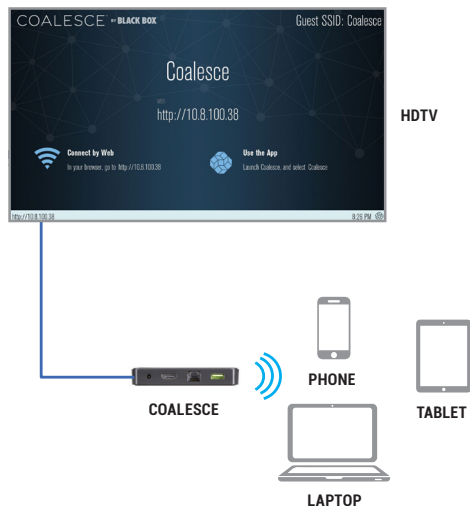 COALESCE™ BY BLACK BOX
Guest SSID: Coalesce
Coalesce
http://10.8.100.38
Connect by Web
In your browser, go to http://10.8.100.38
Use the App
Launch Coalesce, and select Coalesce
http://10.8.100.38
8:26 PM
HDTV
COALESCE
PHONE
TABLET
LAPTOP